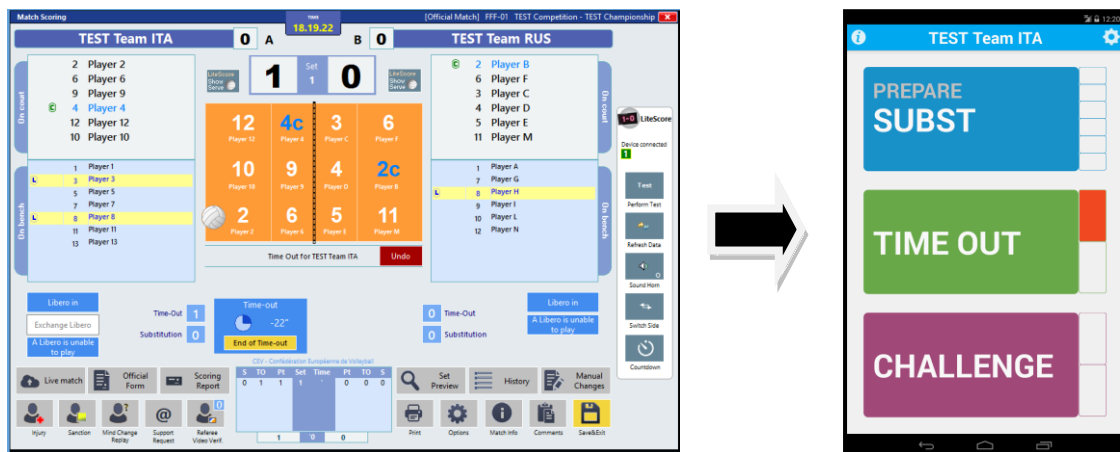 Match Scoring
[Official Match] FFF-01 TEST Competition - TEST Championship
TIME
18.19.22
TEST Team ITA
0 A
B 0
TEST Team RUS
On court
2 Player 2
6 Player 6
9 Player 9
C 4 Player 4
12 Player 12
10 Player 10
LiteScore
Show
Serve
1
Set
1
0
LiteScore
Show
Serve
C 2 Player B
6 Player F
3 Player C
4 Player D
5 Player E
11 Player M
On court
12 4c 3 6
Player 12 Player 4 Player C Player F
10 9 4 2c
Player 10 Player 9 Player D Player B
2 6 5 11
Player 2 Player 6 Player E Player M
On bench
1 Player 1
L 3 Player 3
5 Player 5
7 Player 7
L 8 Player 8
11 Player 11
13 Player 13
1 Player A
7 Player G
L 8 Player H
9 Player I
10 Player L
12 Player N
On bench
Time Out for TEST Team ITA
Undo
1-0 LiteScore
Device connected
1
Test
Perform Test
Refresh Data
Sound Horn
Switch Side
Countdown
Libero in
Exchange Libero
A Libero is unable
to play
Time-Out 1
Substitution 0
Time-out
-22"
End of Time-out
0 Time-Out
0 Substitution
Libero in
A Libero is unable
to play
CEV - Confédération Européenne de Volleyball
S TO Pt Set Time Pt TO S
0 1 1 1 ' 0 0 0
1 '0 0
Live match
Official
Form
Scoring
Report
Set
Preview
History
Manual
Changes
Injury
Sanction
Mind Change
Replay
@
Support
Request
0
Referee
Video Verif.
Print
Options
Match Info
Comments
Save&Exit
12:20
TEST Team ITA
PREPARE
SUBST
TIME OUT
CHALLENGE